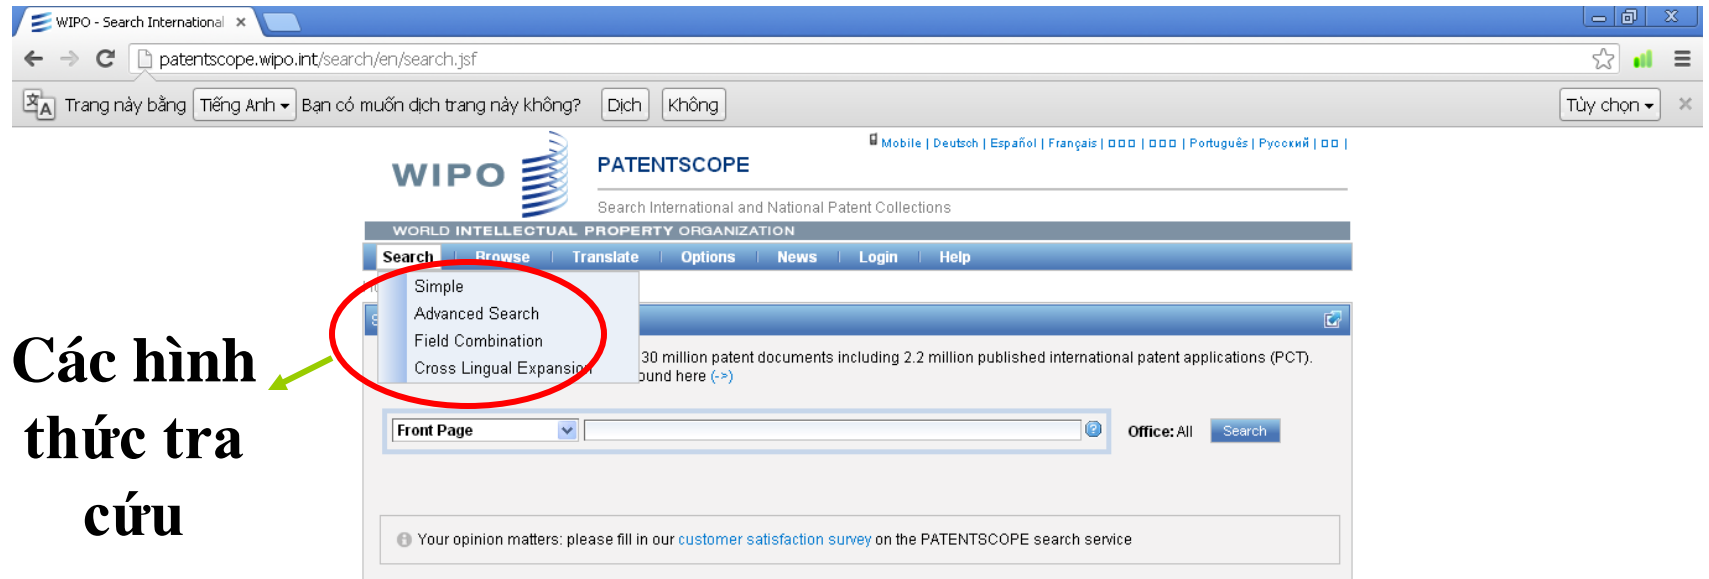 WIPO - Search International
patentscope.wipo.int/search/en/search.jsf
Trang này bằng Tiếng Anh Bạn có muốn dịch trang này không? Dịch Không Tùy chọn
Mobile | Deutsch | Español | Français | | | Português | Русский | |
WIPO PATENTSCOPE
Search International and National Patent Collections
WORLD INTELLECTUAL PROPERTY ORGANIZATION
Search Browse Translate Options News Login Help
Simple
Advanced Search
Field Combination
Cross Lingual Expansion
30 million patent documents including 2.2 million published international patent applications (PCT).
here (->)
Front Page Office: All Search
Your opinion matters: please fill in our customer satisfaction survey on the PATENTSCOPE search service
Các hình
thức tra
cứu